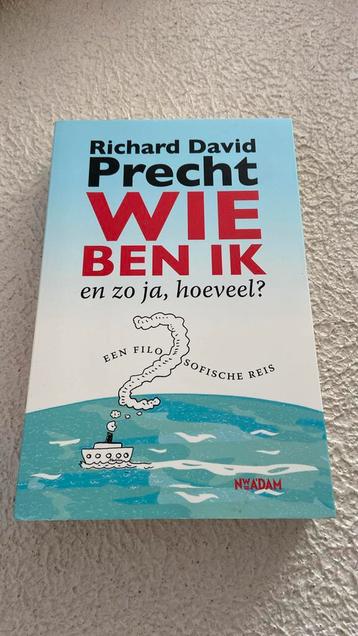 Richard David
Precht
WIE
BEN IK
en zo ja, hoeveel?
EEN FILO
SOFISCHE REIS
NW A'DAM